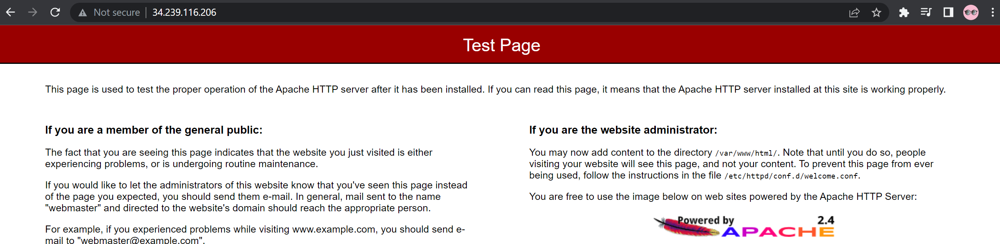 Not secure 34.239.116.206
Test Page
This page is used to test the proper operation of the Apache HTTP server after it has been installed. If you can read this page, it means that the Apache HTTP server installed at this site is working properly.
If you are a member of the general public:
The fact that you are seeing this page indicates that the website you just visited is either
experiencing problems, or is undergoing routine maintenance.
If you would like to let the administrators of this website know that you've seen this page instead
of the page you expected, you should send them e-mail. In general, mail sent to the name
"webmaster" and directed to the website's domain should reach the appropriate person.
For example, if you experienced problems while visiting www.example.com, you should send e-
mail to "webmaster@example.com".
If you are the website administrator:
You may now add content to the directory /var/www/html/. Note that until you do so, people
visiting your website will see this page, and not your content. To prevent this page from ever
being used, follow the instructions in the file /etc/httpd/conf.d/welcome.conf.
You are free to use the image below on web sites powered by the Apache HTTP Server:
Powered by 2.4
APACHE